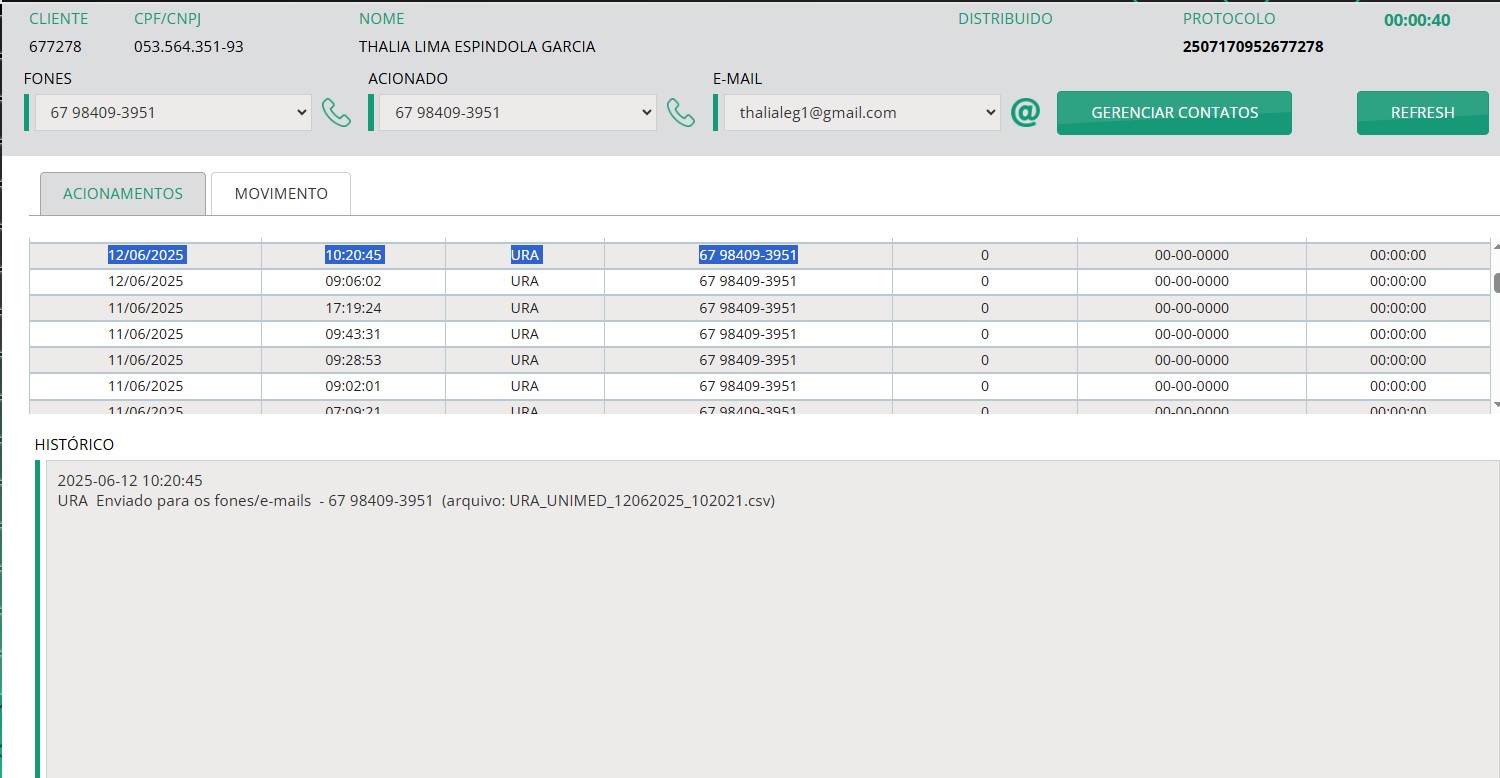 CLIENTE CPF/CNPJ NOME DISTRIBUIDO PROTOCOLO 00:00:40
677278 053.564.351-93 THALIA LIMA ESPINDOLA GARCIA 2507170952677278
FONES ACIONADO E-MAIL
67 98409-3951 67 98409-3951 thalialeg1@gmail.com @ GERENCIAR CONTATOS REFRESH
ACIONAMENTOS MOVIMENTO
12/06/2025 10:20:45 URA 67 98409-3951 0 00-00-0000 00:00:00
12/06/2025 09:06:02 URA 67 98409-3951 0 00-00-0000 00:00:00
11/06/2025 17:19:24 URA 67 98409-3951 0 00-00-0000 00:00:00
11/06/2025 09:43:31 URA 67 98409-3951 0 00-00-0000 00:00:00
11/06/2025 09:28:53 URA 67 98409-3951 0 00-00-0000 00:00:00
11/06/2025 09:02:01 URA 67 98409-3951 0 00-00-0000 00:00:00
11/06/2025 07:09:21 URA 67 98409-3951 0 00-00-0000 00:00:00
HISTÓRICO
2025-06-12 10:20:45
URA Enviado para os fones/e-mails - 67 98409-3951 (arquivo: URA_UNIMED_12062025_102021.csv)